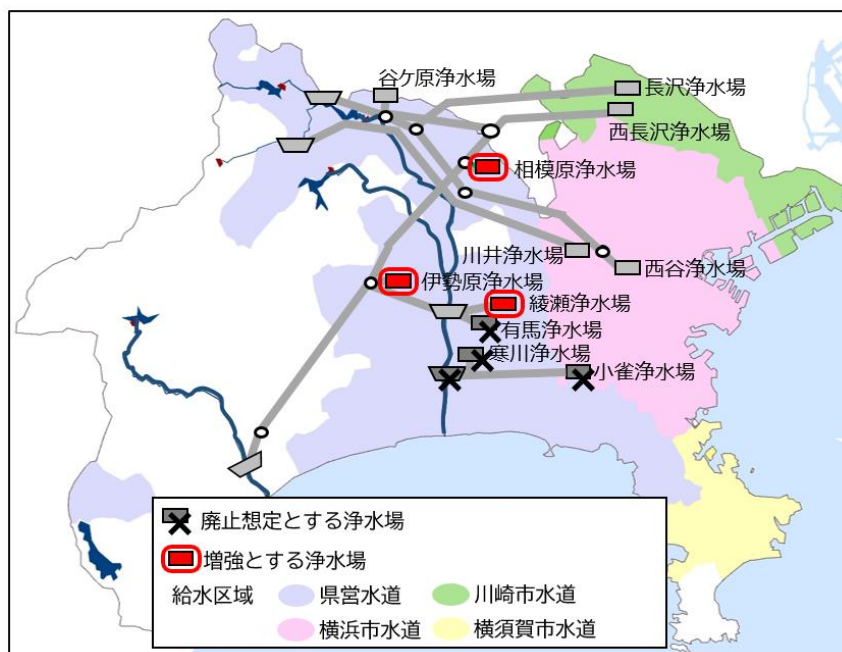 谷ケ原浄水場
長沢浄水場
西長沢浄水場
相模原浄水場
川井浄水場
西谷浄水場
伊勢原浄水場
綾瀬浄水場
有馬浄水場
寒川浄水場
小雀浄水場
廃止想定とする浄水場
増強とする浄水場
給水区域
県営水道
川崎市水道
横浜市水道
横須賀市水道